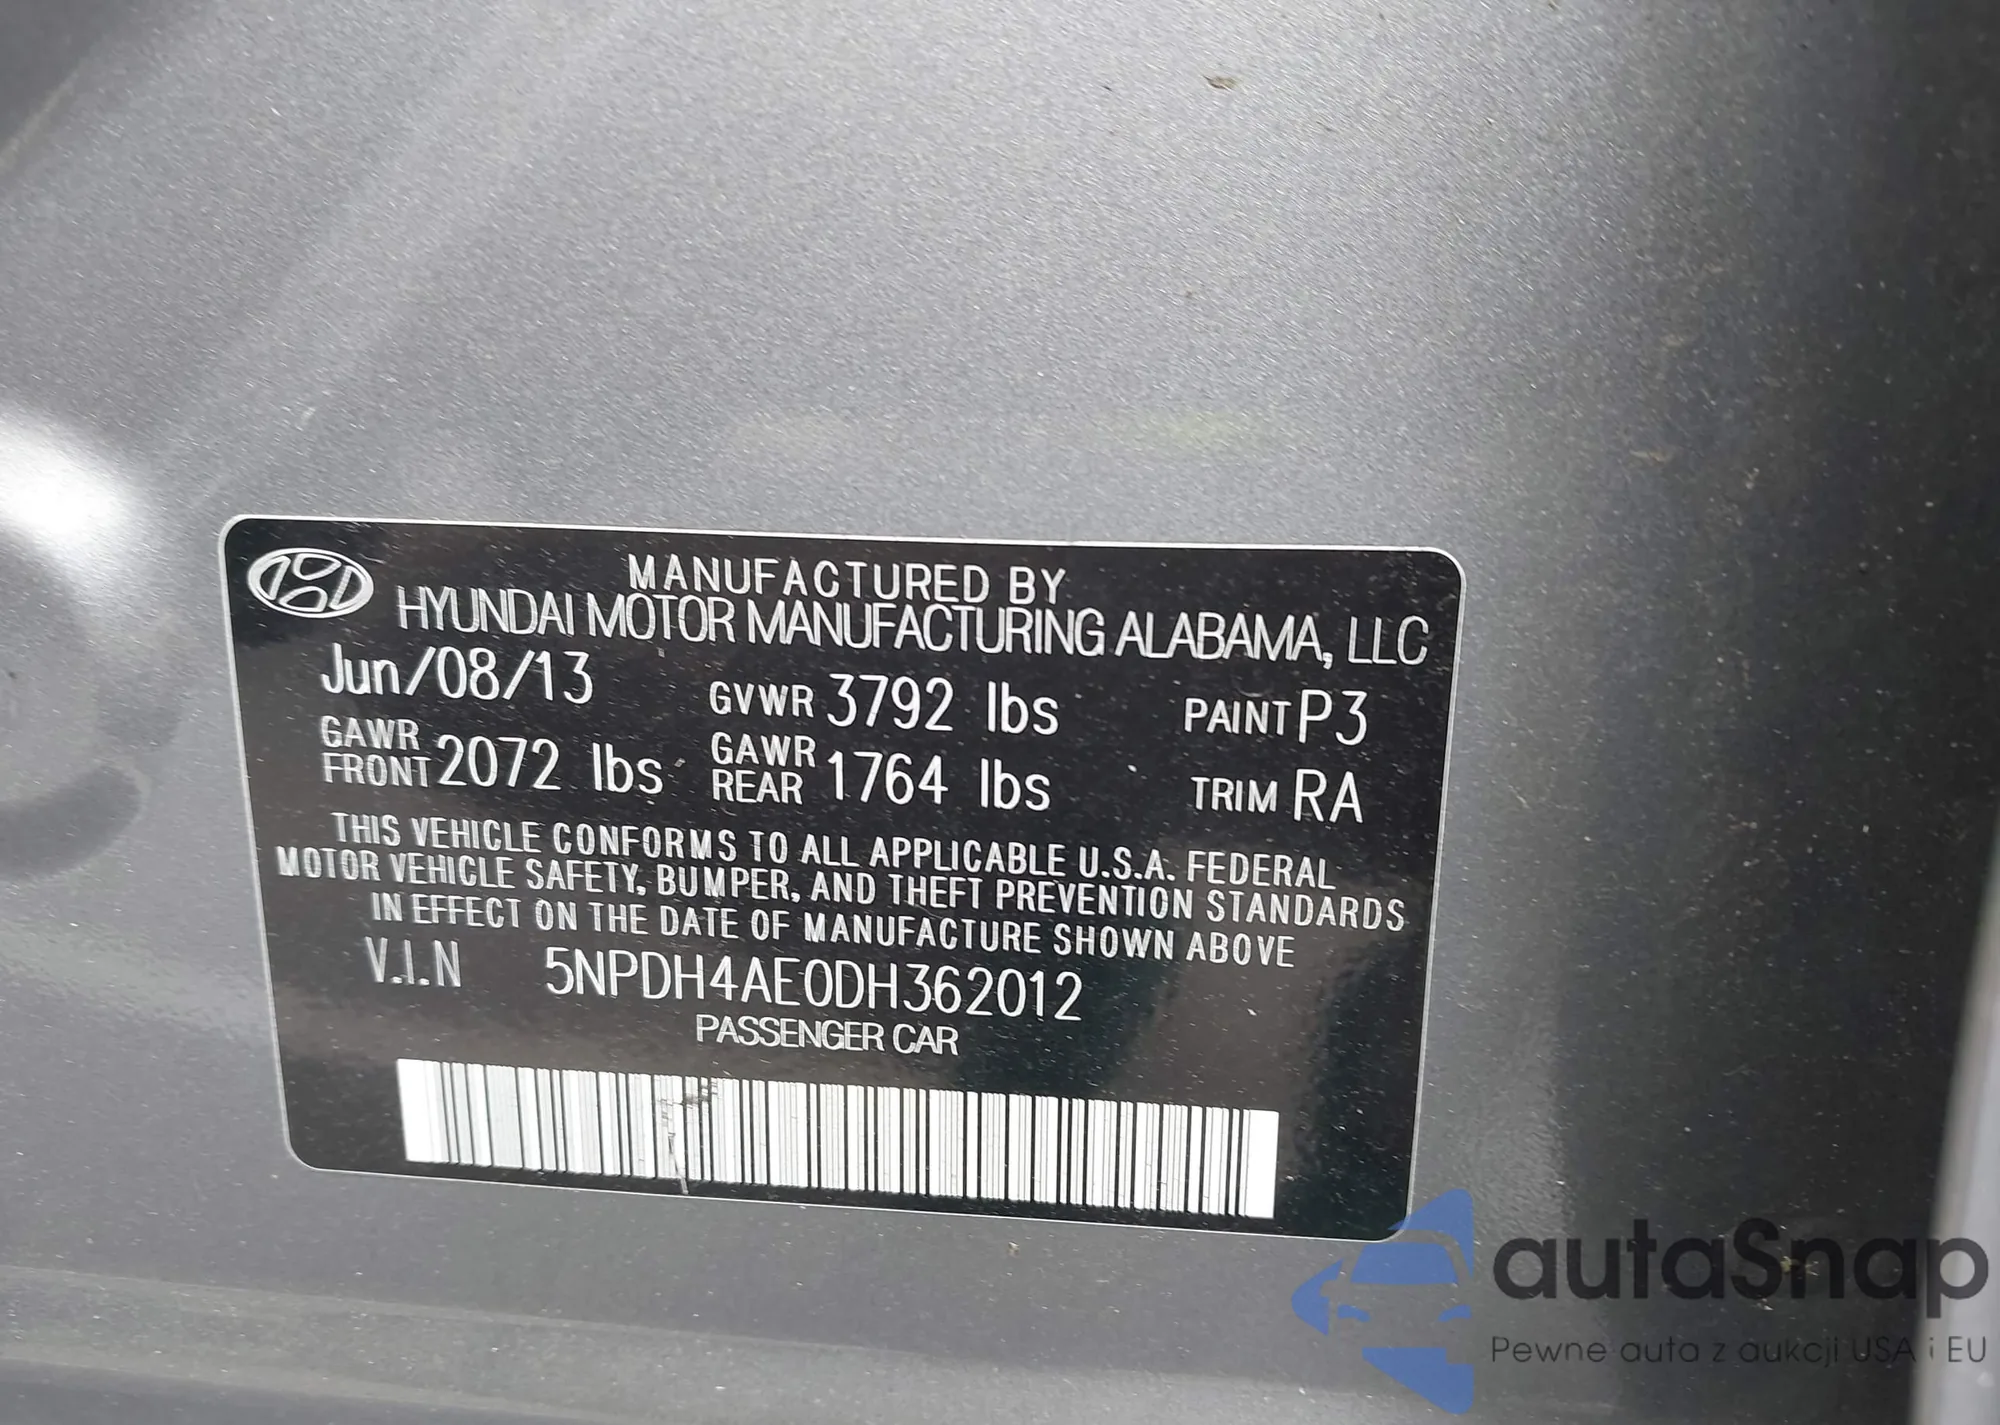 MANUFACTURED BY
HYUNDAI MOTOR MANUFACTURING ALABAMA, LLC
Jun/08/13 GVWR 3792 lbs PAINT P3
GAWR FRONT 2072 lbs GAWR REAR 1764 lbs TRIM RA
THIS VEHICLE CONFORMS TO ALL APPLICABLE U.S.A. FEDERAL
MOTOR VEHICLE SAFETY, BUMPER, AND THEFT PREVENTION STANDARDS
IN EFFECT ON THE DATE OF MANUFACTURE SHOWN ABOVE
V.I.N 5NPDH4AE0DH362012
PASSENGER CAR
autaSnap
Pewne auta z aukcji USA i EU